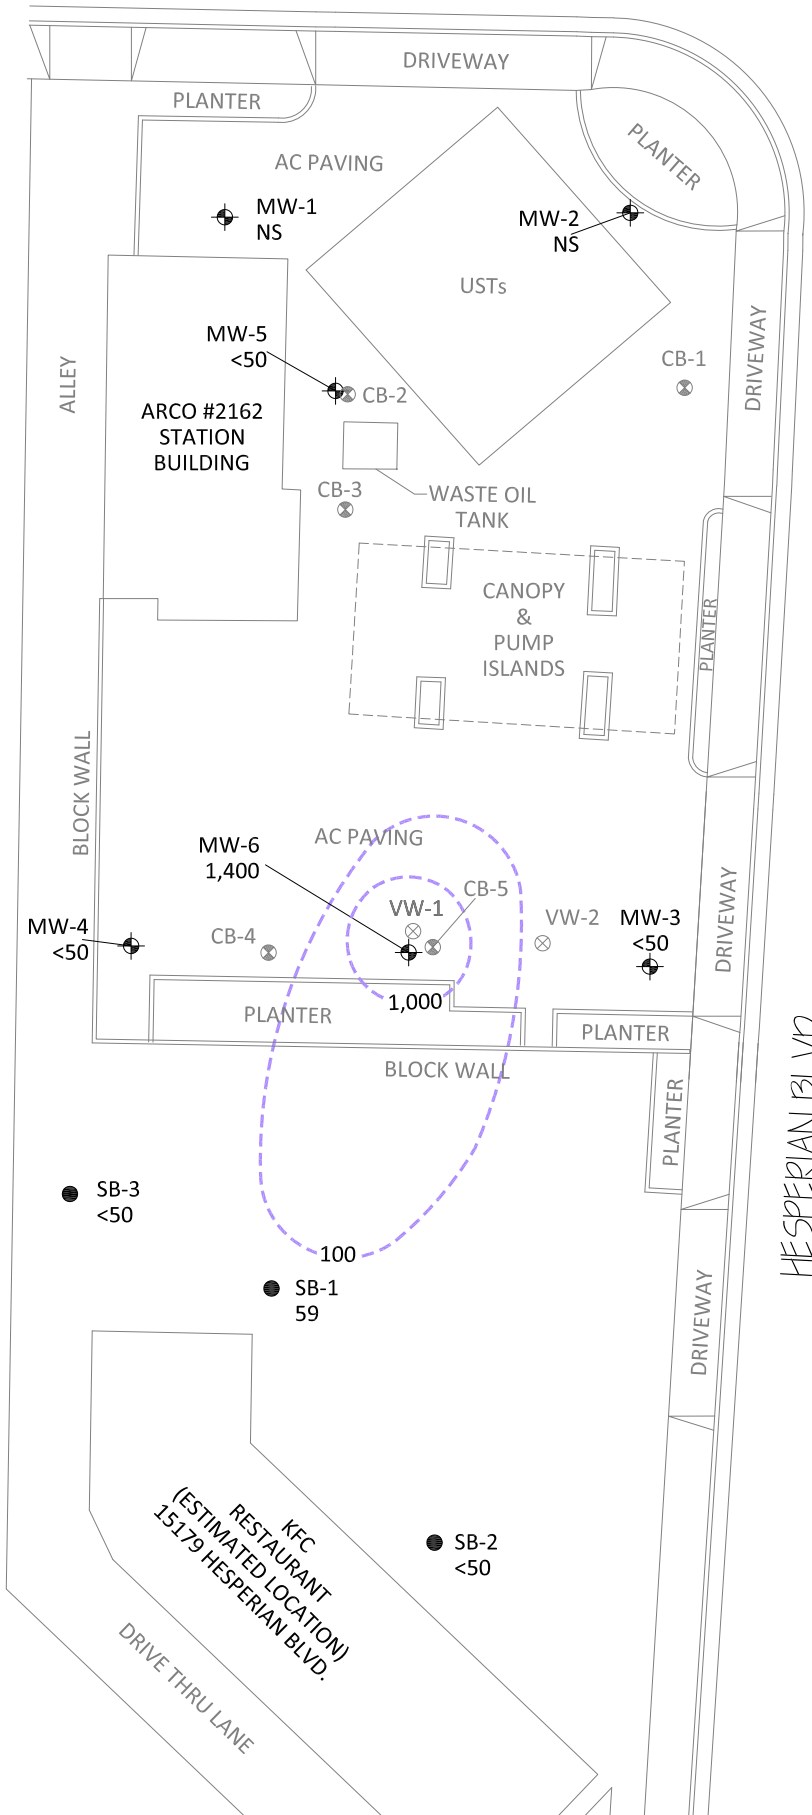 DRIVEWAY
PLANTER
PLANTER
AC PAVING
MW-1
NS
MW-2
NS
USTs
MW-5
<50
CB-1
DRIVEWAY
ALLEY
CB-2
ARCO #2162
STATION
BUILDING
CB-3
WASTE OIL
TANK
CANOPY
&
PUMP
ISLANDS
PLANTER
BLOCK WALL
AC PAVING
MW-6
1,400
CB-5
VW-1
VW-2
MW-3
<50
DRIVEWAY
MW-4
<50
CB-4
1,000
PLANTER
PLANTER
BLOCK WALL
PLANTER
HESPERIAN BLVD
SB-3
<50
100
SB-1
59
DRIVEWAY
KFC
RESTAURANT
(ESTIMATED LOCATION)
15179 HESPERIAN BLVD.
SB-2
<50
DRIVE THRU LANE